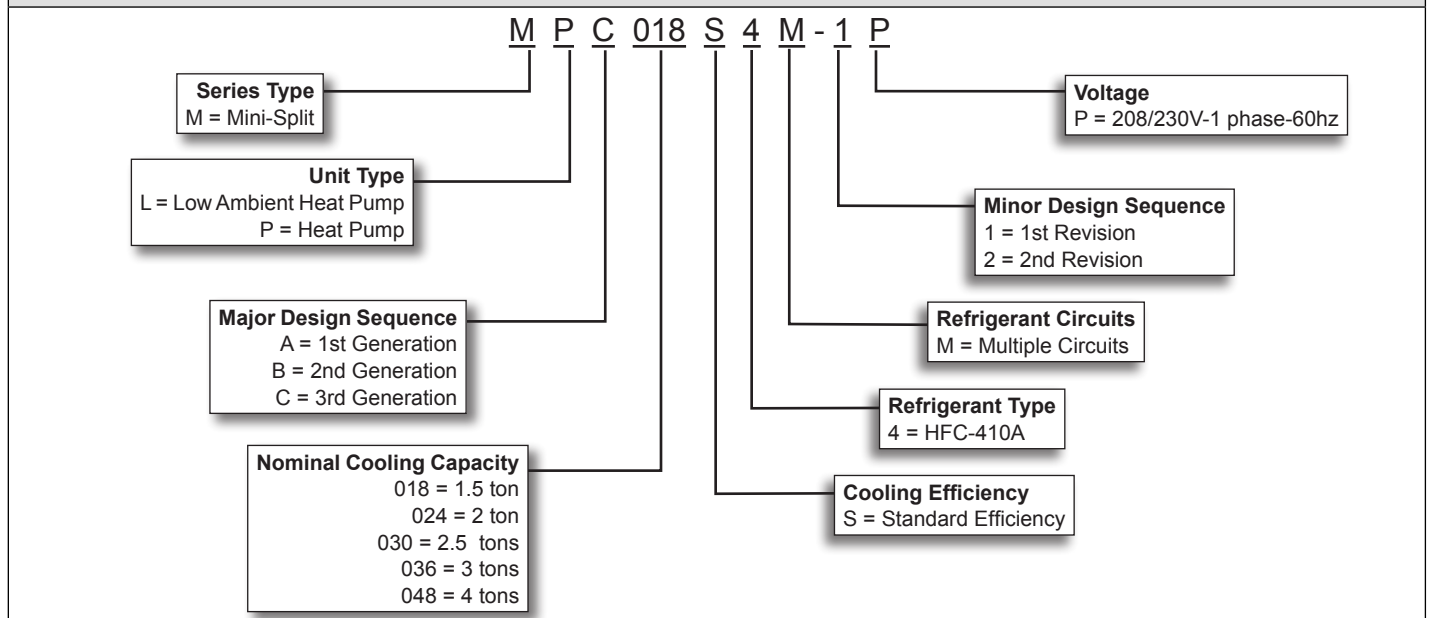 M P C 018 S 4 M - 1 P
Series Type
M = Mini-Split
Unit Type
L = Low Ambient Heat Pump
P = Heat Pump
Major Design Sequence
A = 1st Generation
B = 2nd Generation
C = 3rd Generation
Nominal Cooling Capacity
018 = 1.5 ton
024 = 2 ton
030 = 2.5 tons
036 = 3 tons
048 = 4 tons
Voltage
P = 208/230V-1 phase-60hz
Minor Design Sequence
1 = 1st Revision
2 = 2nd Revision
Refrigerant Circuits
M = Multiple Circuits
Refrigerant Type
4 = HFC-410A
Cooling Efficiency
S = Standard Efficiency